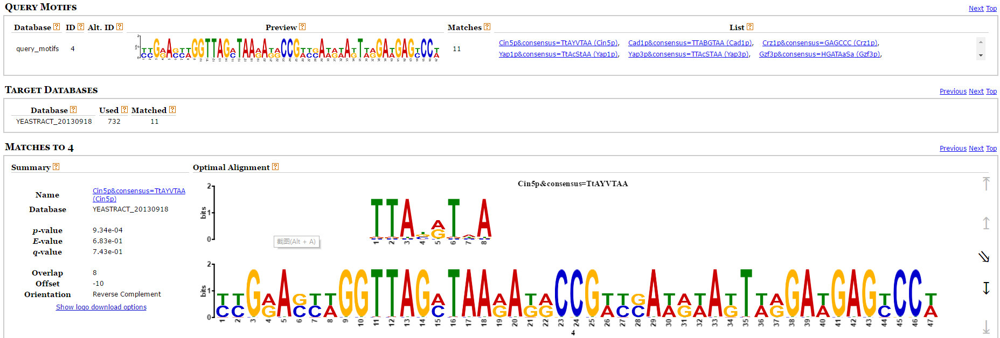 QUERY MOTIFS
Next Top
Database ? ID ? Alt. ID ? Preview ? Matches ? List ?
query_motifs 4 11
Cin5p&consensus=TtAYVTAA (Cin5p), Cad1p&consensus=TTABGTAA (Cad1p), Crz1p&consensus=GAGCCC (Crz1p),
Yap1p&consensus=TtAcStAA (Yap1p), Yap3p&consensus=TTAcSTAA (Yap3p), Gzf3p&consensus=HGATAaSa (Gzf3p),
TARGET DATABASES
Previous Next Top
Database ? Used ? Matched ?
YEASTRACT_20130918 732 11
MATCHES TO 4
Previous Next Top
Summary ? Optimal Alignment ?
Name Cin5p&consensus=TtAYVTAA
(Cin5p)
Database YEASTRACT_20130918
p-value 9.34e-04
E-value 6.83e-01
q-value 7.43e-01
Overlap 8
Offset -10
Orientation Reverse Complement
Show logo download options
Cin5p&consensus=TtAYVTAA
2
bits
1
0
1 2 3 4 5 6 7 8
截图(Alt + A)
2
bits
1
0
1 2 3 4 5 6 7 8 9 10 11 12 13 14 15 16 17 18 19 20 21 22 23 24 25 26 27 28 29 30 31 32 33 34 35 36 37 38 39 40 41 42 43 44 45 46 47
4